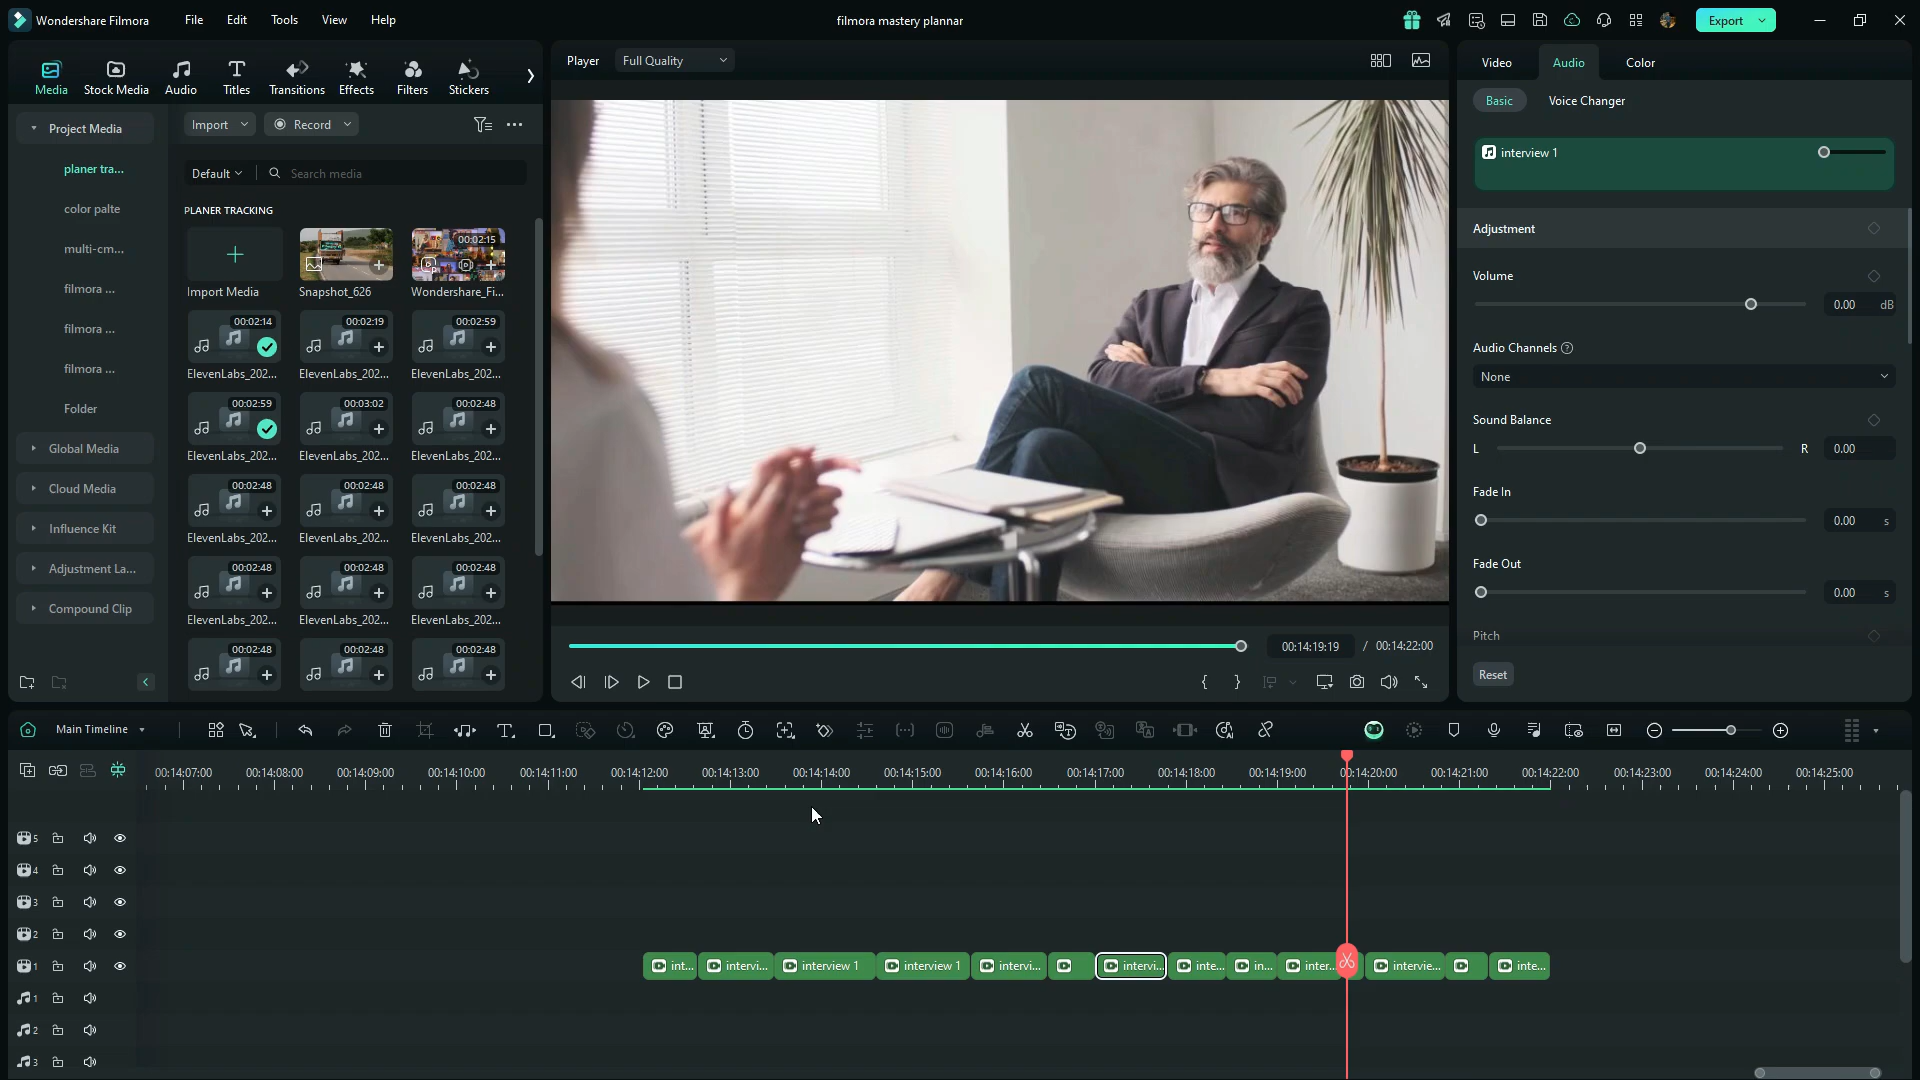 Wondershare Filmora
File
Edit
Tools
View
Help
filmora mastery plannar
Export
Media
Stock Media
Audio
Titles
Transitions
Effects
Filters
Stickers
Project Media
planer tra...
color palte
multi-cm...
filmora ...
filmora ...
filmora ...
Folder
Global Media
Cloud Media
Influence Kit
Adjustment La...
Compound Clip
Import
Record
Default
Search media
PLANER TRACKING
00:02:15
Import Media
Snapshot_626
Wondershare_Fi...
00:02:14
00:02:19
00:02:59
ElevenLabs_202...
ElevenLabs_202...
ElevenLabs_202...
00:02:59
00:03:02
00:02:48
ElevenLabs_202...
ElevenLabs_202...
ElevenLabs_202...
00:02:48
00:02:48
00:02:48
ElevenLabs_202...
ElevenLabs_202...
ElevenLabs_202...
00:02:48
00:02:48
00:02:48
ElevenLabs_202...
ElevenLabs_202...
ElevenLabs_202...
00:02:48
00:02:48
00:02:48
Player
Full Quality
00:14:19:19 / 00:14:22:00
Video
Audio
Color
Basic
Voice Changer
interview 1
Adjustment
Volume
0.00 dB
Audio Channels
None
Sound Balance
L
R
0.00
Fade In
0.00 s
Fade Out
0.00 s
Pitch
Reset
Main Timeline
00:14:07:00
00:14:08:00
00:14:09:00
00:14:10:00
00:14:11:00
00:14:12:00
00:14:13:00
00:14:14:00
00:14:15:00
00:14:16:00
00:14:17:00
00:14:18:00
00:14:19:00
00:14:20:00
00:14:21:00
00:14:22:00
00:14:23:00
00:14:24:00
00:14:25:00
5
4
3
2
1
int...
intervi...
interview 1
interview 1
intervi...
intervi...
inte...
in...
inter...
intervie...
inte...
1
2
3